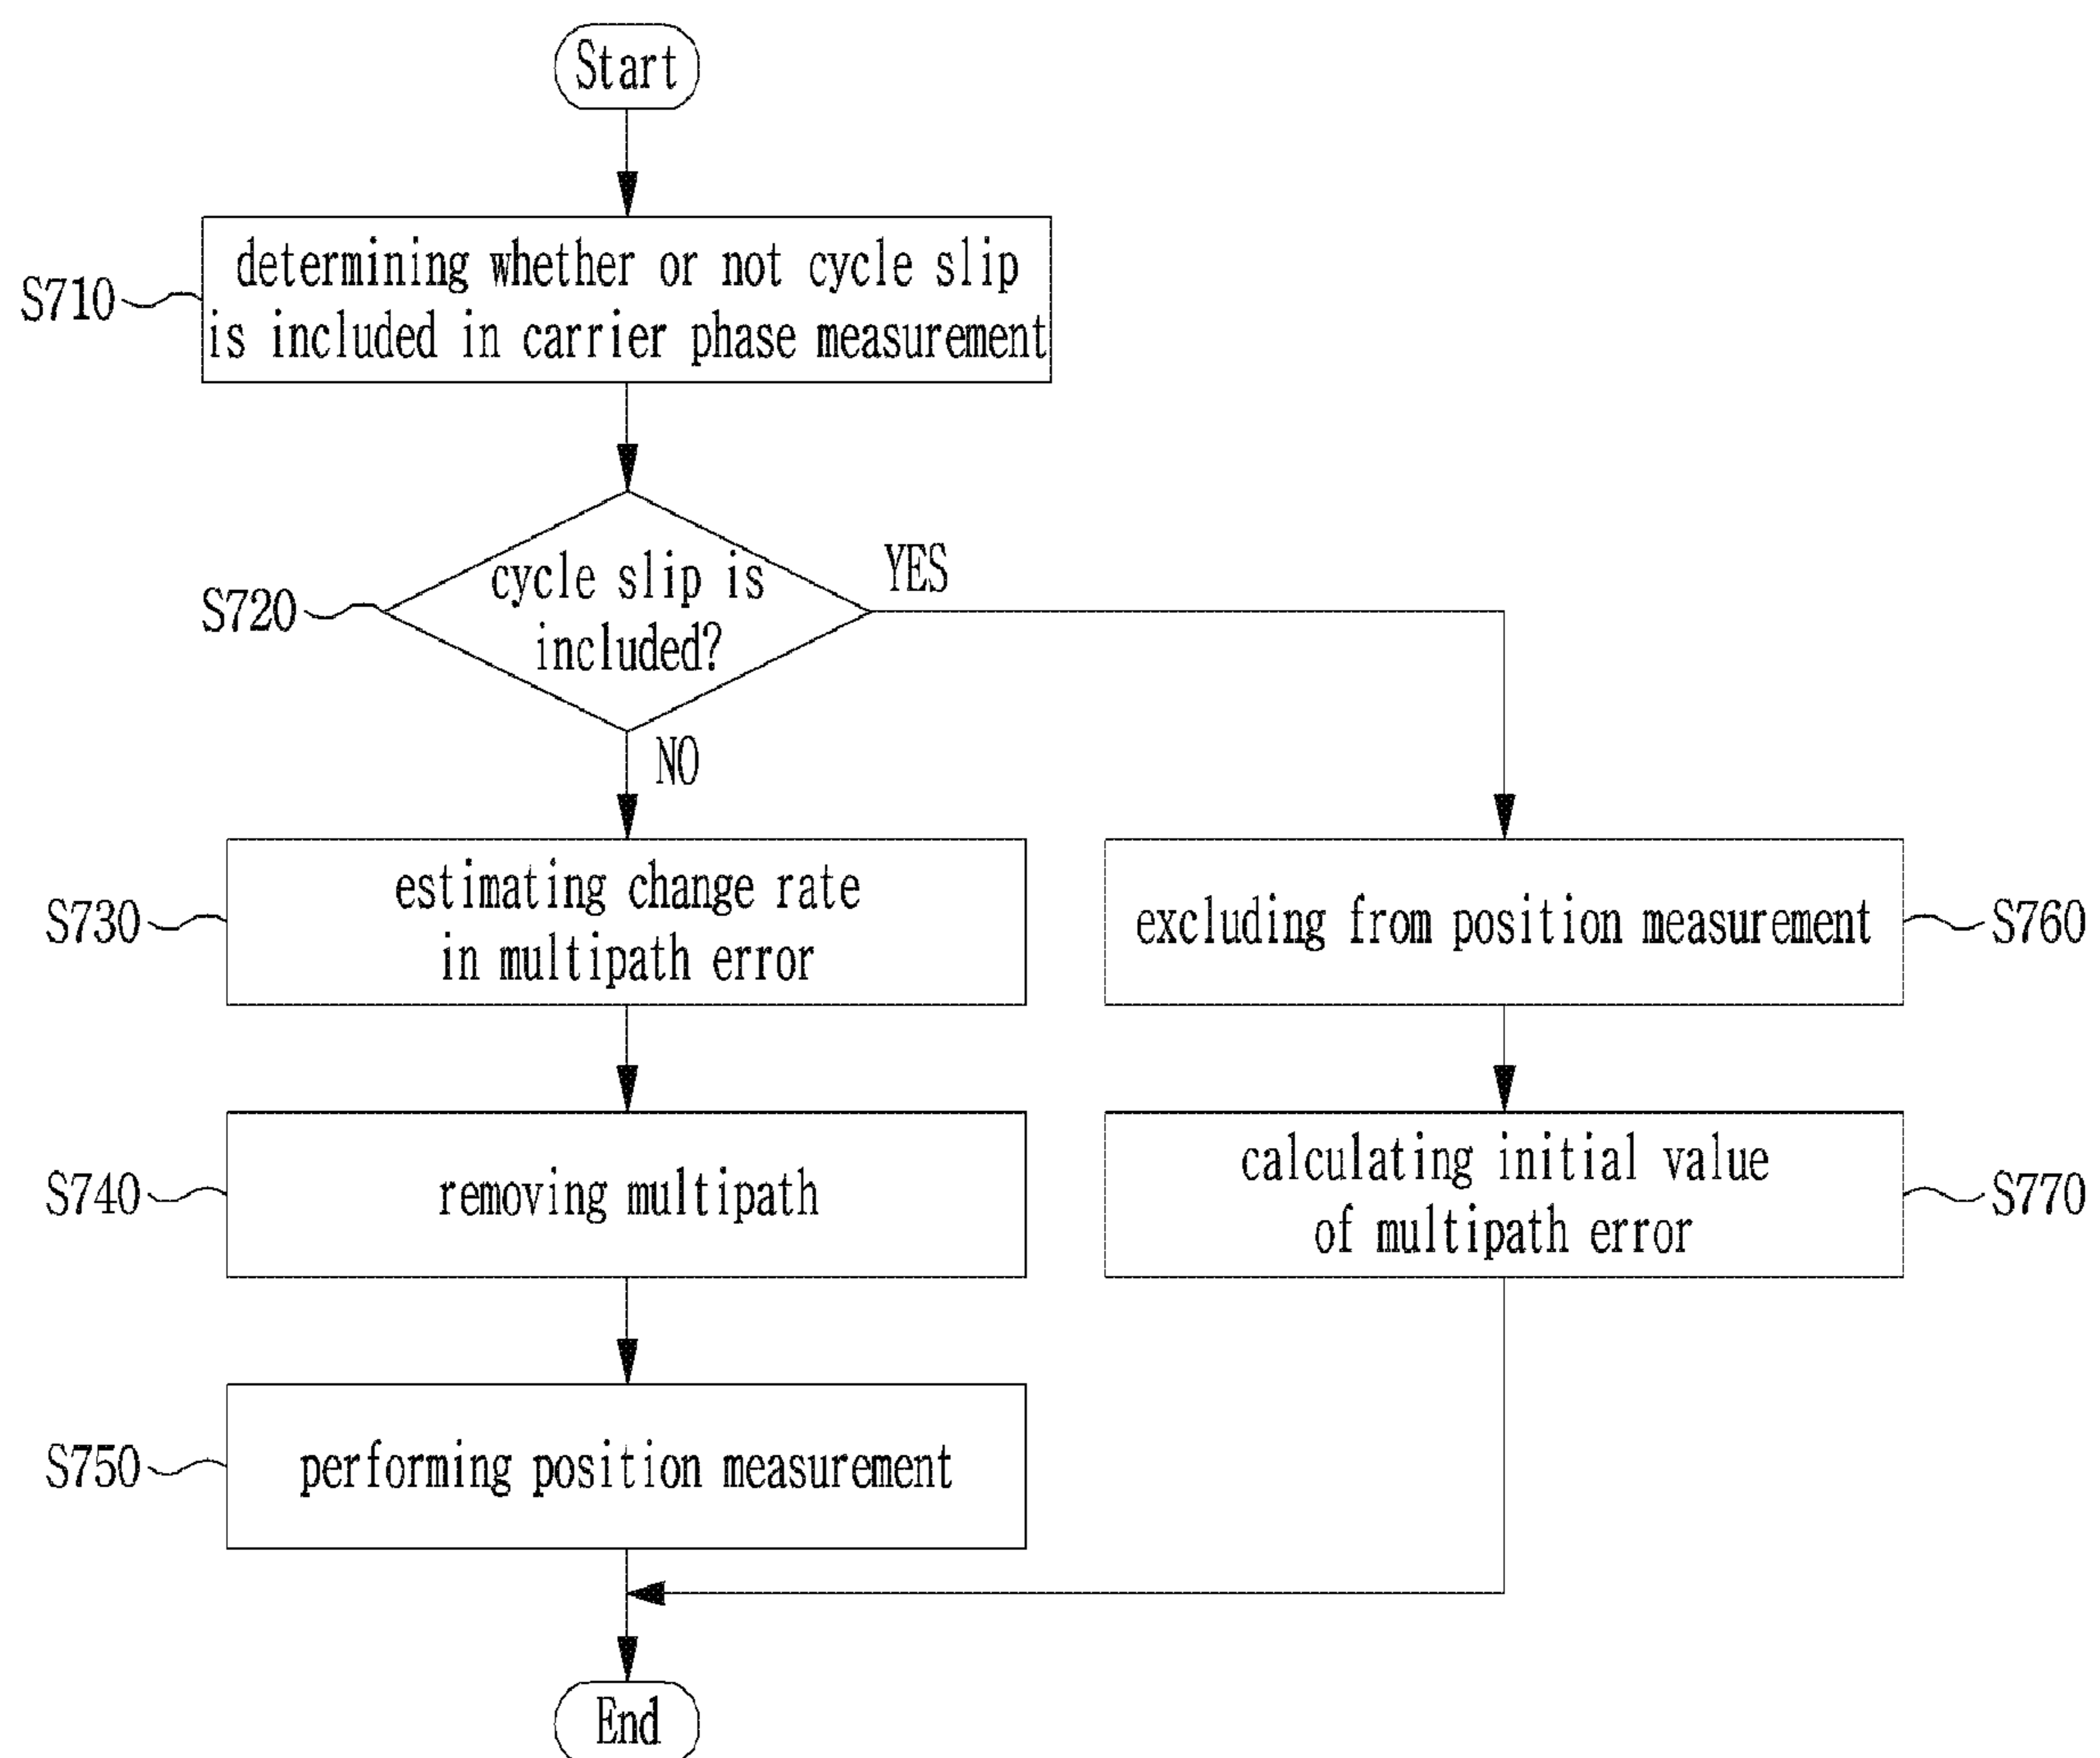 Start
S710
determining whether or not cycle slip
is included in carrier phase measurement
S720
cycle slip is
included?
YES
NO
S730
estimating change rate
in multipath error
excluding from position measurement
S760
S740
removing multipath
calculating initial value
of multipath error
S770
S750
performing position measurement
End